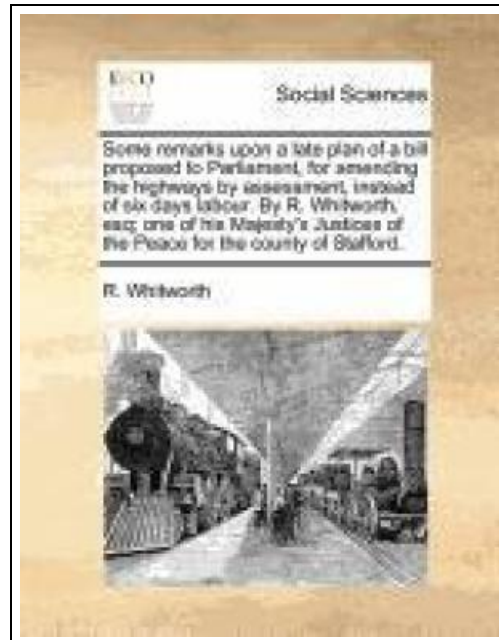 ECCO
Social Sciences
Some remarks upon a late plan of a bill
proposed to Parliament, for amending
the highways by assessment, instead
of six days labour. By R. Whitworth,
esq; one of his Majesty's Justices of
the Peace for the county of Stafford.
R. Whitworth